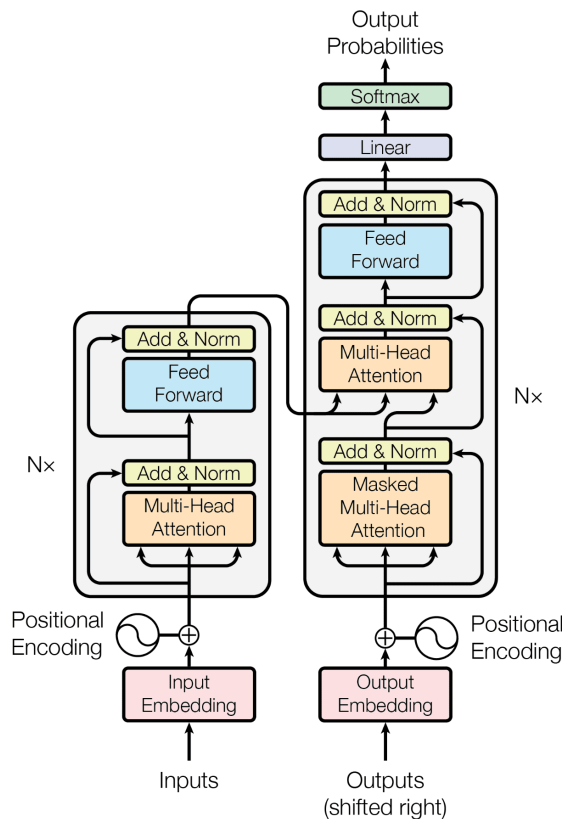 Output
Probabilities
Softmax
Linear
Add & Norm
Feed
Forward
Add & Norm
Multi-Head
Attention
Nx
Add & Norm
Masked
Multi-Head
Attention
Add & Norm
Feed
Forward
Nx
Add & Norm
Multi-Head
Attention
Positional
Encoding
Positional
Encoding
Input
Embedding
Output
Embedding
Inputs
Outputs
(shifted right)